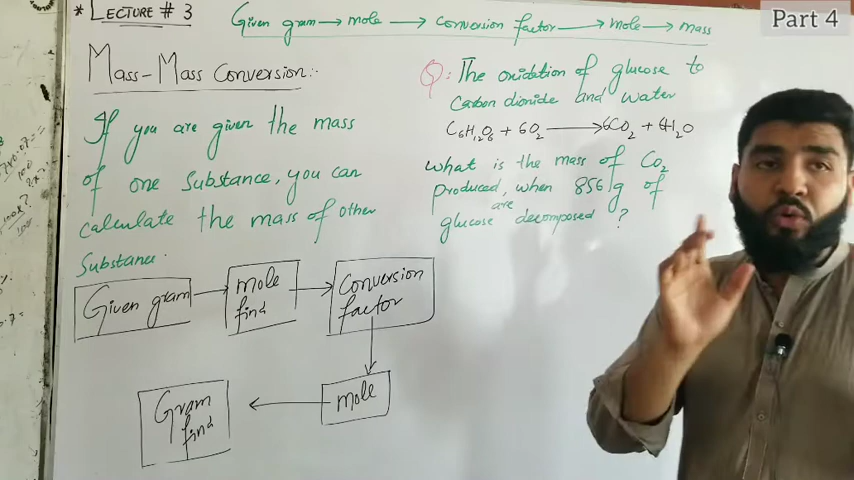 * LECTURE # 3
Given gram → mole → conversion factor → mole → mass
Part 4
Mass-Mass Conversion:-
If you are given the mass
of one substance, you can
calculate the mass of other
Substance.
Given gram → mole find → Conversion factor
mole
Gram find
Q: The oxidation of glucose to
Carbon dioxide and water
C₆H₁₂O₆ + 6O₂ → 6CO₂ + 6H₂O
what is the mass of CO₂
produced, when 856 g of
glucose are decomposed ?